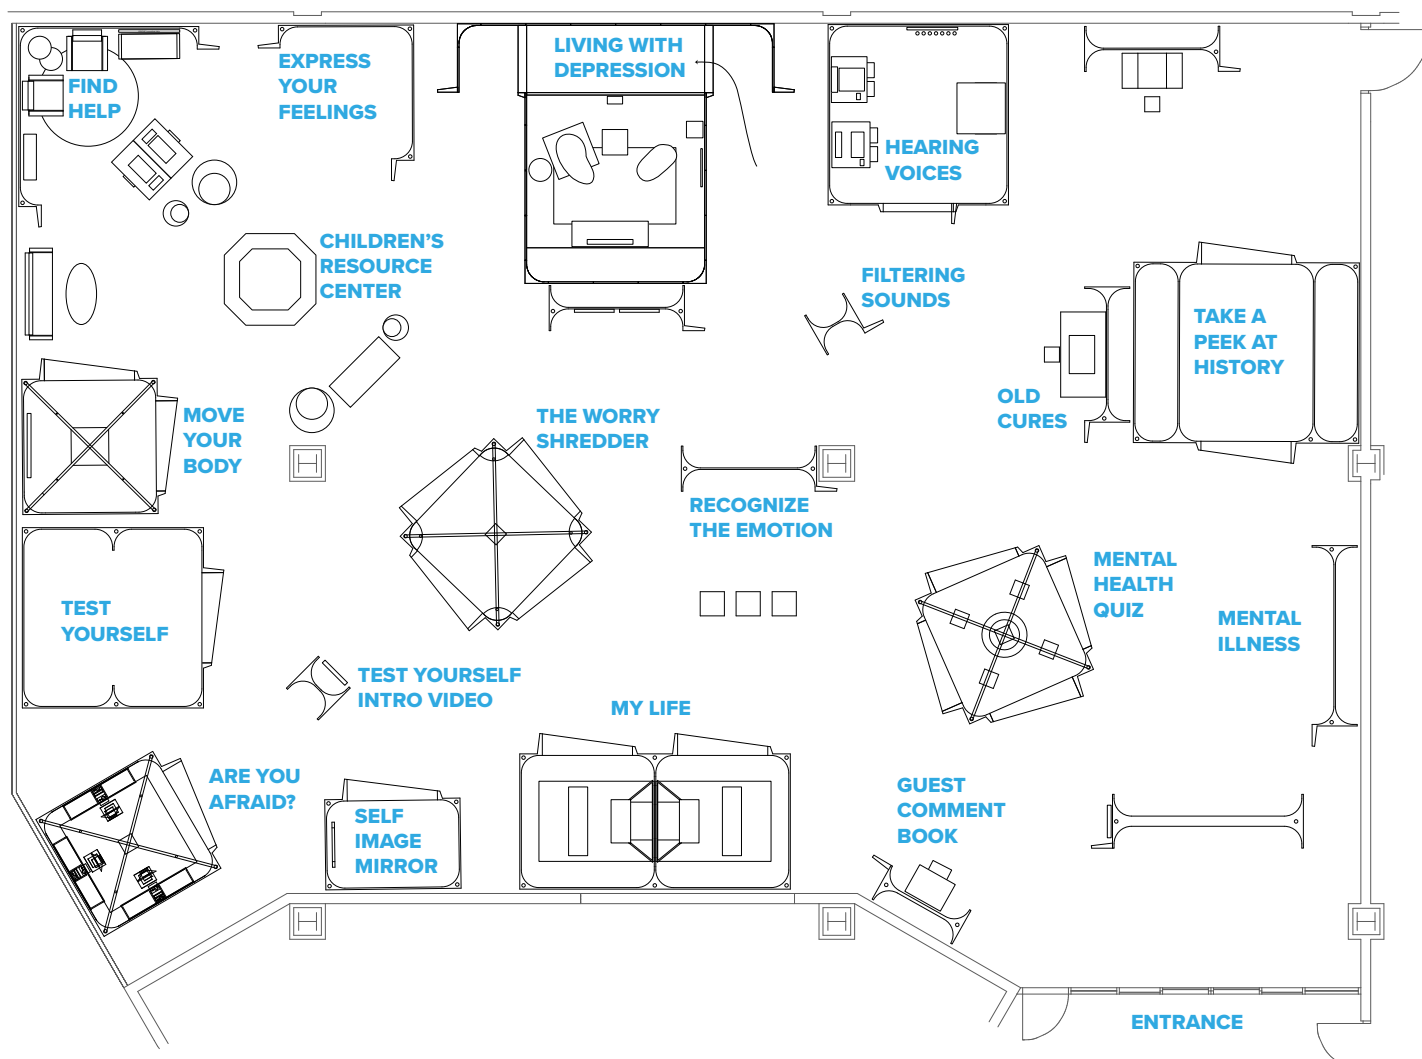 LIVING WITH
DEPRESSION
EXPRESS
YOUR
FEELINGS
FIND
HELP
HEARING
VOICES
CHILDREN'S
RESOURCE
CENTER
FILTERING
SOUNDS
TAKE A
PEEK AT
HISTORY
OLD
CURES
MOVE
YOUR
BODY
THE WORRY
SHREDDER
RECOGNIZE
THE EMOTION
MENTAL
HEALTH
QUIZ
TEST
YOURSELF
MENTAL
ILLNESS
TEST YOURSELF
INTRO VIDEO
MY LIFE
ARE YOU
AFRAID?
SELF
IMAGE
MIRROR
GUEST
COMMENT
BOOK
ENTRANCE